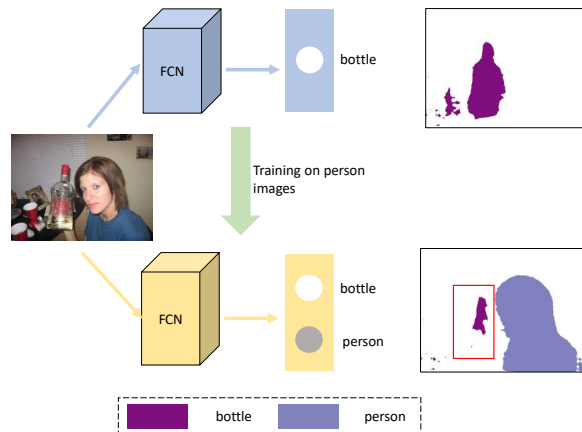 FCN
bottle
Training on person
images
FCN
bottle
person
bottle
person